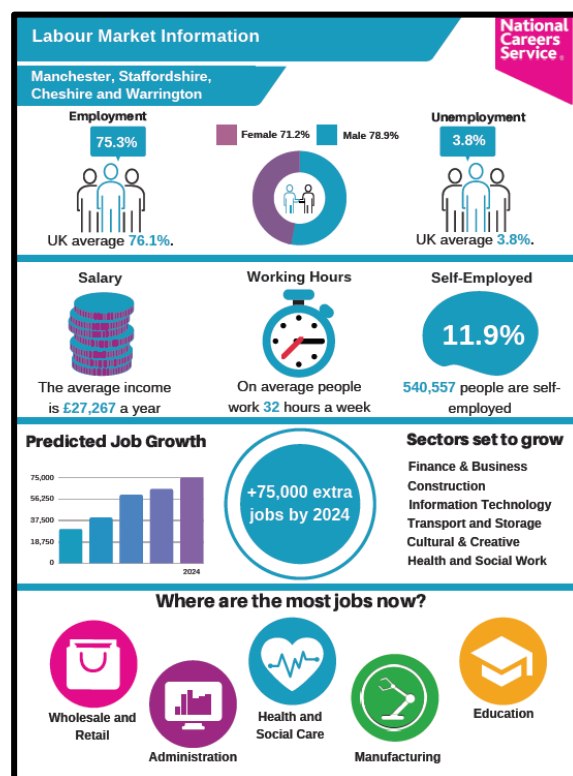 Labour Market Information
National
Careers
Service
Manchester, Staffordshire,
Cheshire and Warrington
Employment
75.3%
UK average 76.1%.
Female 71.2%
Male 78.9%
Unemployment
3.8%
UK average 3.8%.
Salary
The average income
is £27,267 a year
Working Hours
On average people
work 32 hours a week
Self-Employed
11.9%
540,557 people are self-
employed
Predicted Job Growth
75,000
56,250
37,500
18,750
0
2024
+75,000 extra
jobs by 2024
Sectors set to grow
Finance & Business
Construction
Information Technology
Transport and Storage
Cultural & Creative
Health and Social Work
Where are the most jobs now?
Wholesale and
Retail
Administration
Health and
Social Care
Manufacturing
Education